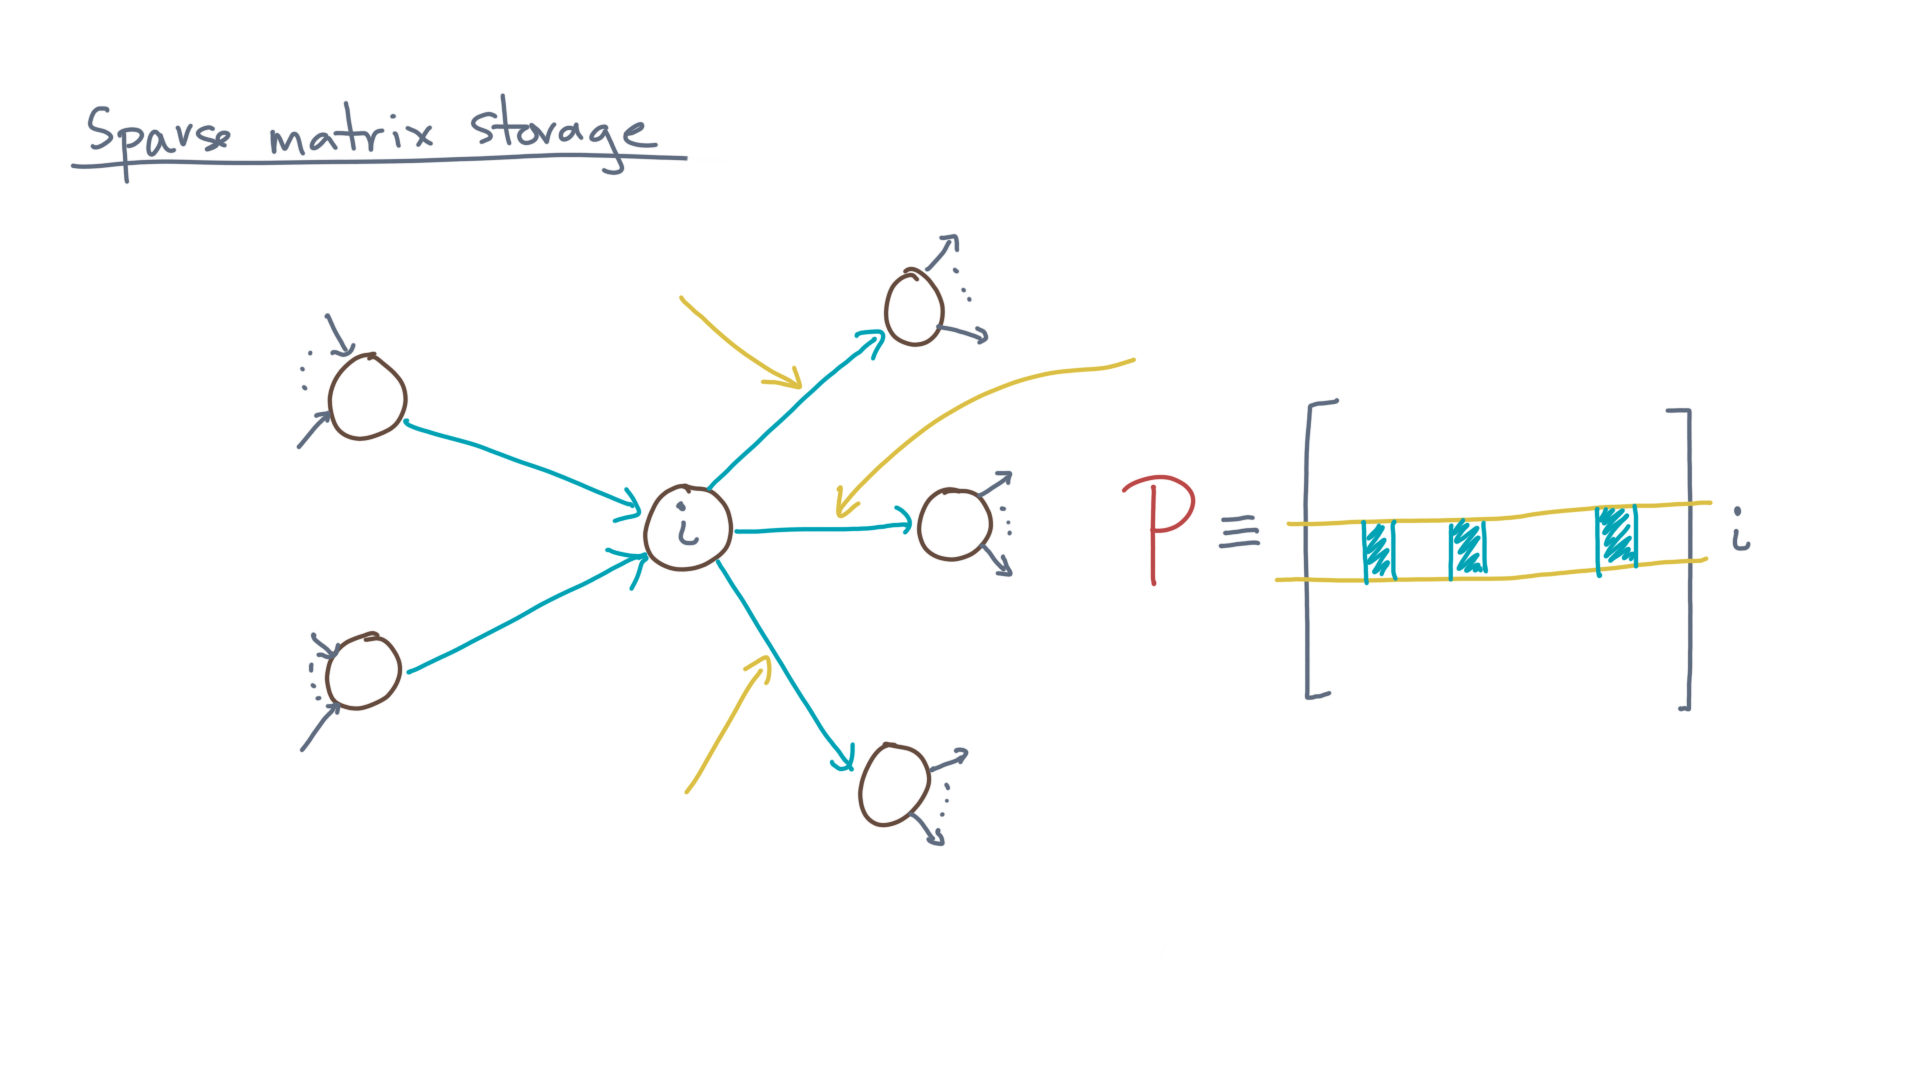 Sparse matrix storage
i
P ≡ [ ] i